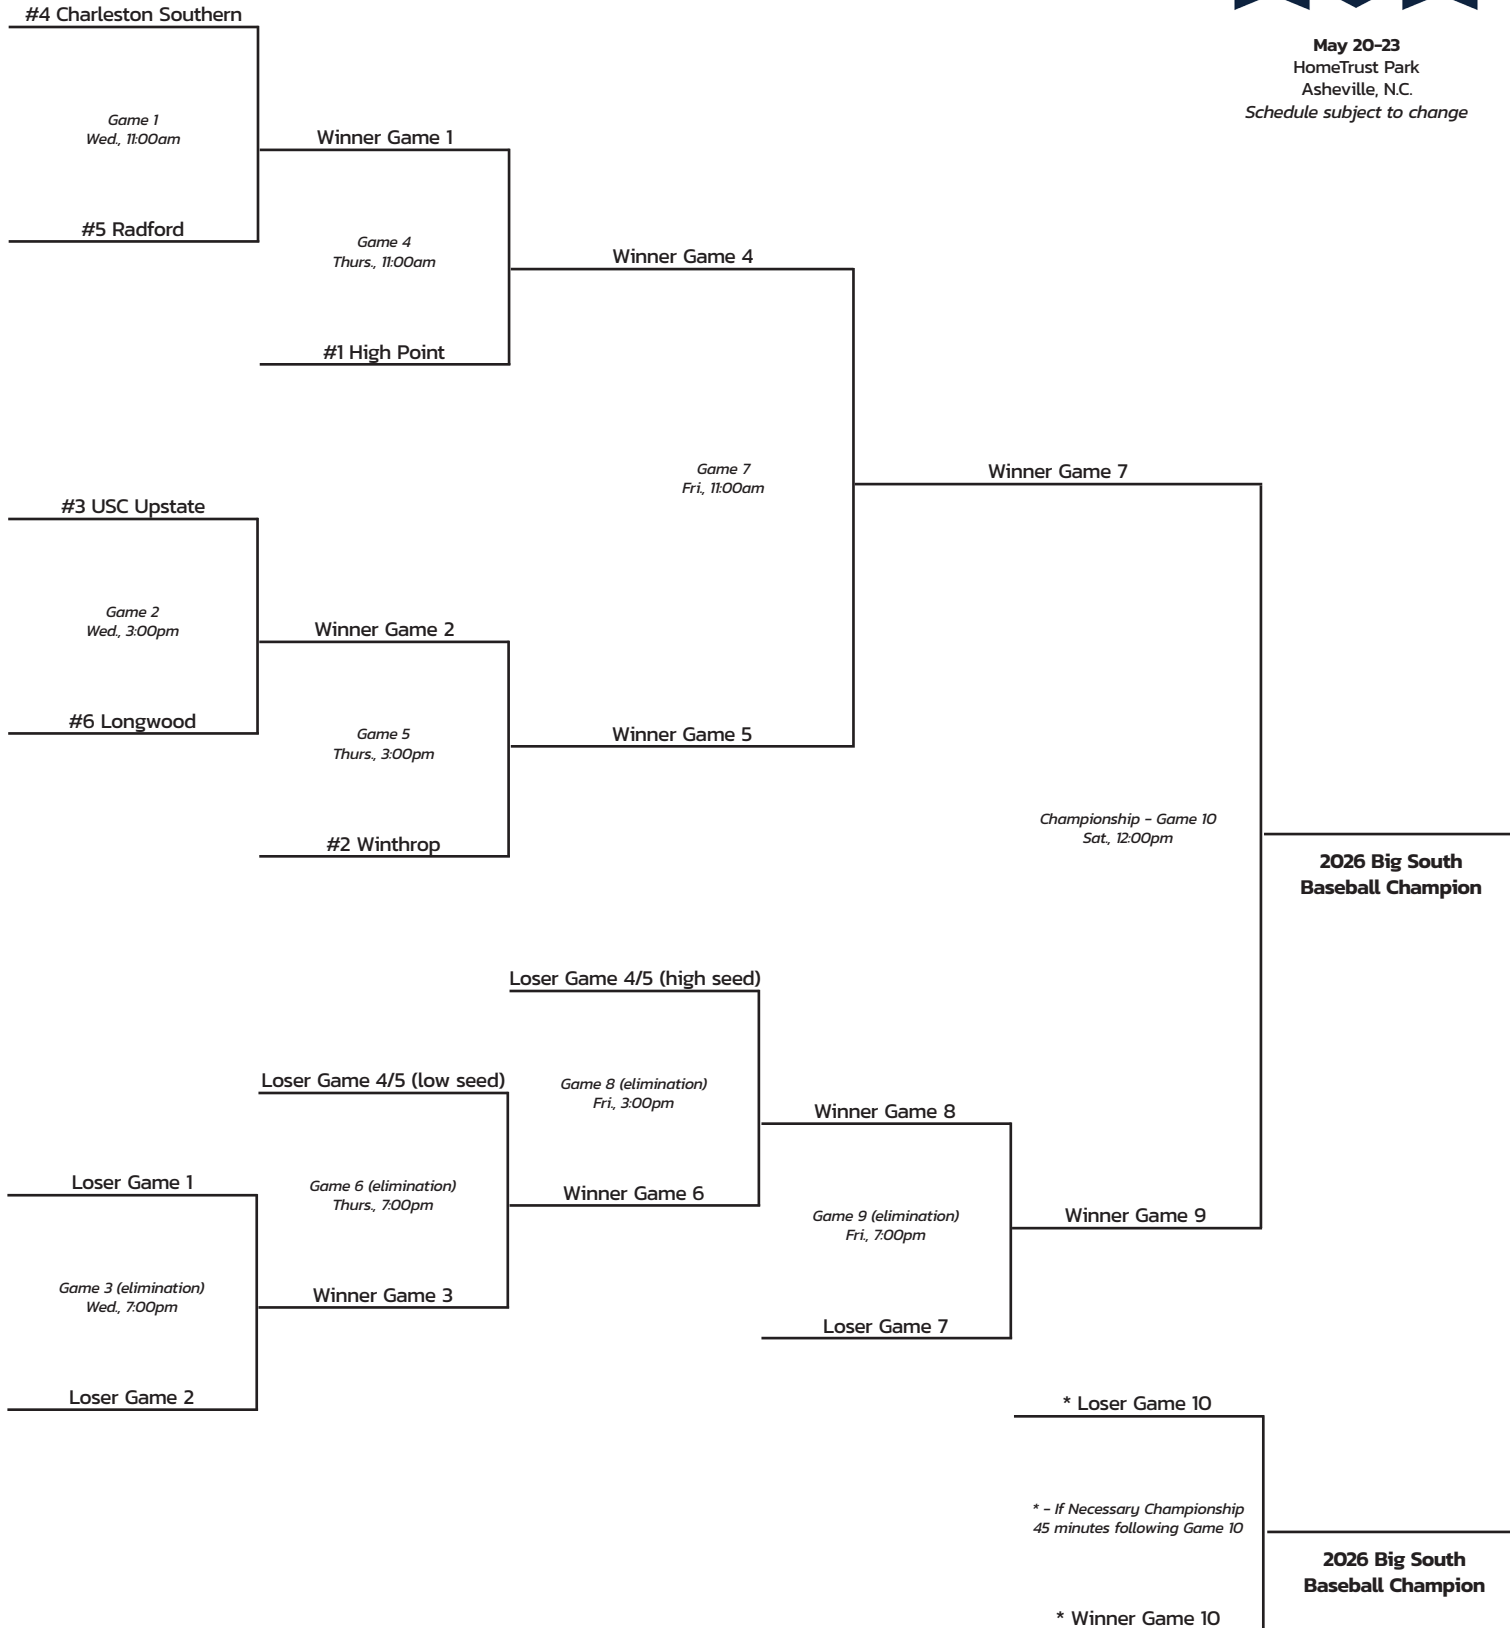 #4 Charleston Southern
May 20-23
HomeTrust Park
Asheville, N.C.
Schedule subject to change
Game 1
Wed., 11:00am
Winner Game 1
#5 Radford
Game 4
Thurs., 11:00am
Winner Game 4
#1 High Point
Game 7
Fri., 11:00am
Winner Game 7
#3 USC Upstate
Game 2
Wed., 3:00pm
Winner Game 2
#6 Longwood
Game 5
Thurs., 3:00pm
Winner Game 5
#2 Winthrop
Championship - Game 10
Sat., 12:00pm
2026 Big South
Baseball Champion
Loser Game 4/5 (high seed)
Loser Game 4/5 (low seed)
Game 8 (elimination)
Fri., 3:00pm
Winner Game 8
Loser Game 1
Game 6 (elimination)
Thurs., 7:00pm
Winner Game 6
Game 9 (elimination)
Fri., 7:00pm
Winner Game 9
Game 3 (elimination)
Wed., 7:00pm
Winner Game 3
Loser Game 7
Loser Game 2
* Loser Game 10
* - If Necessary Championship
45 minutes following Game 10
2026 Big South
Baseball Champion
* Winner Game 10